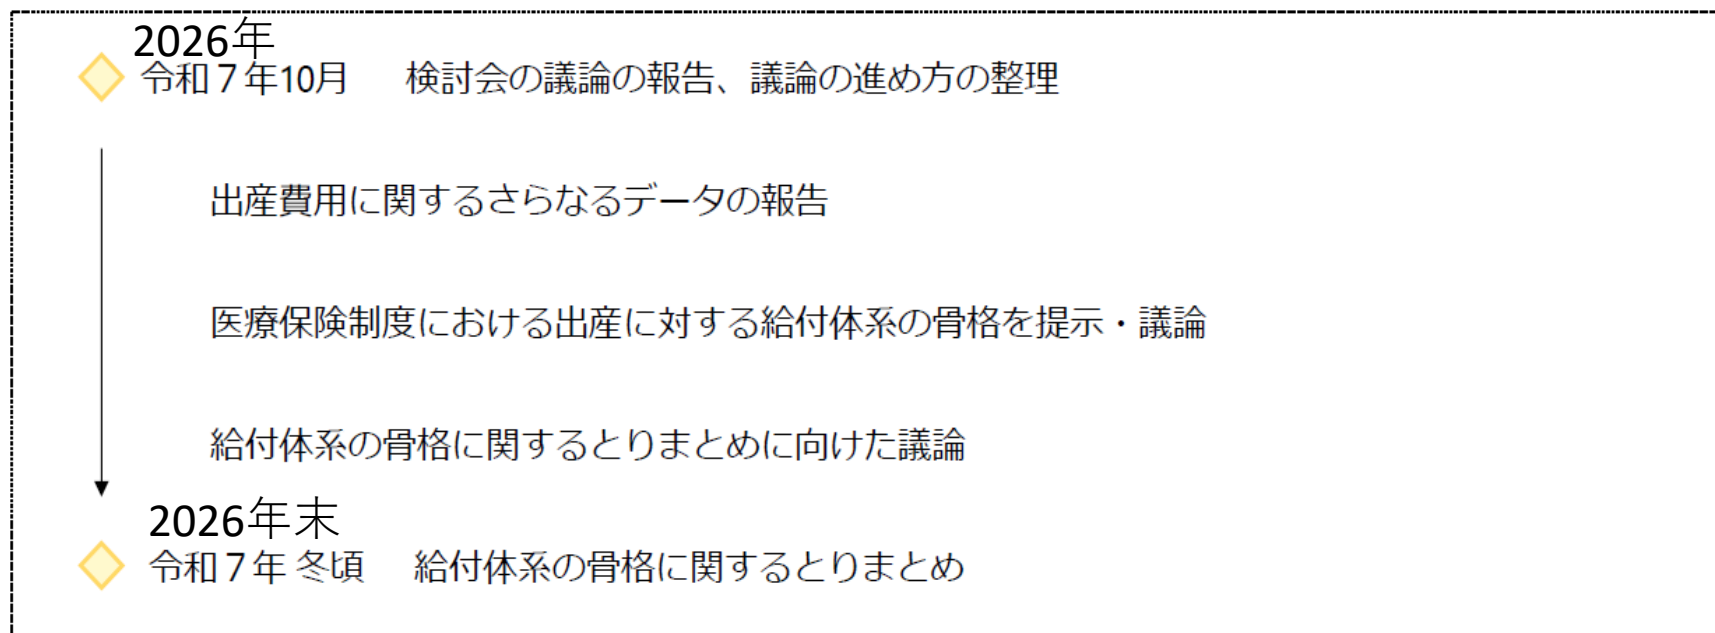 2026年
令和７年10月　検討会の議論の報告、議論の進め方の整理
出産費用に関するさらなるデータの報告
医療保険制度における出産に対する給付体系の骨格を提示・議論
給付体系の骨格に関するとりまとめに向けた議論
2026年末
令和７年 冬頃　給付体系の骨格に関するとりまとめ